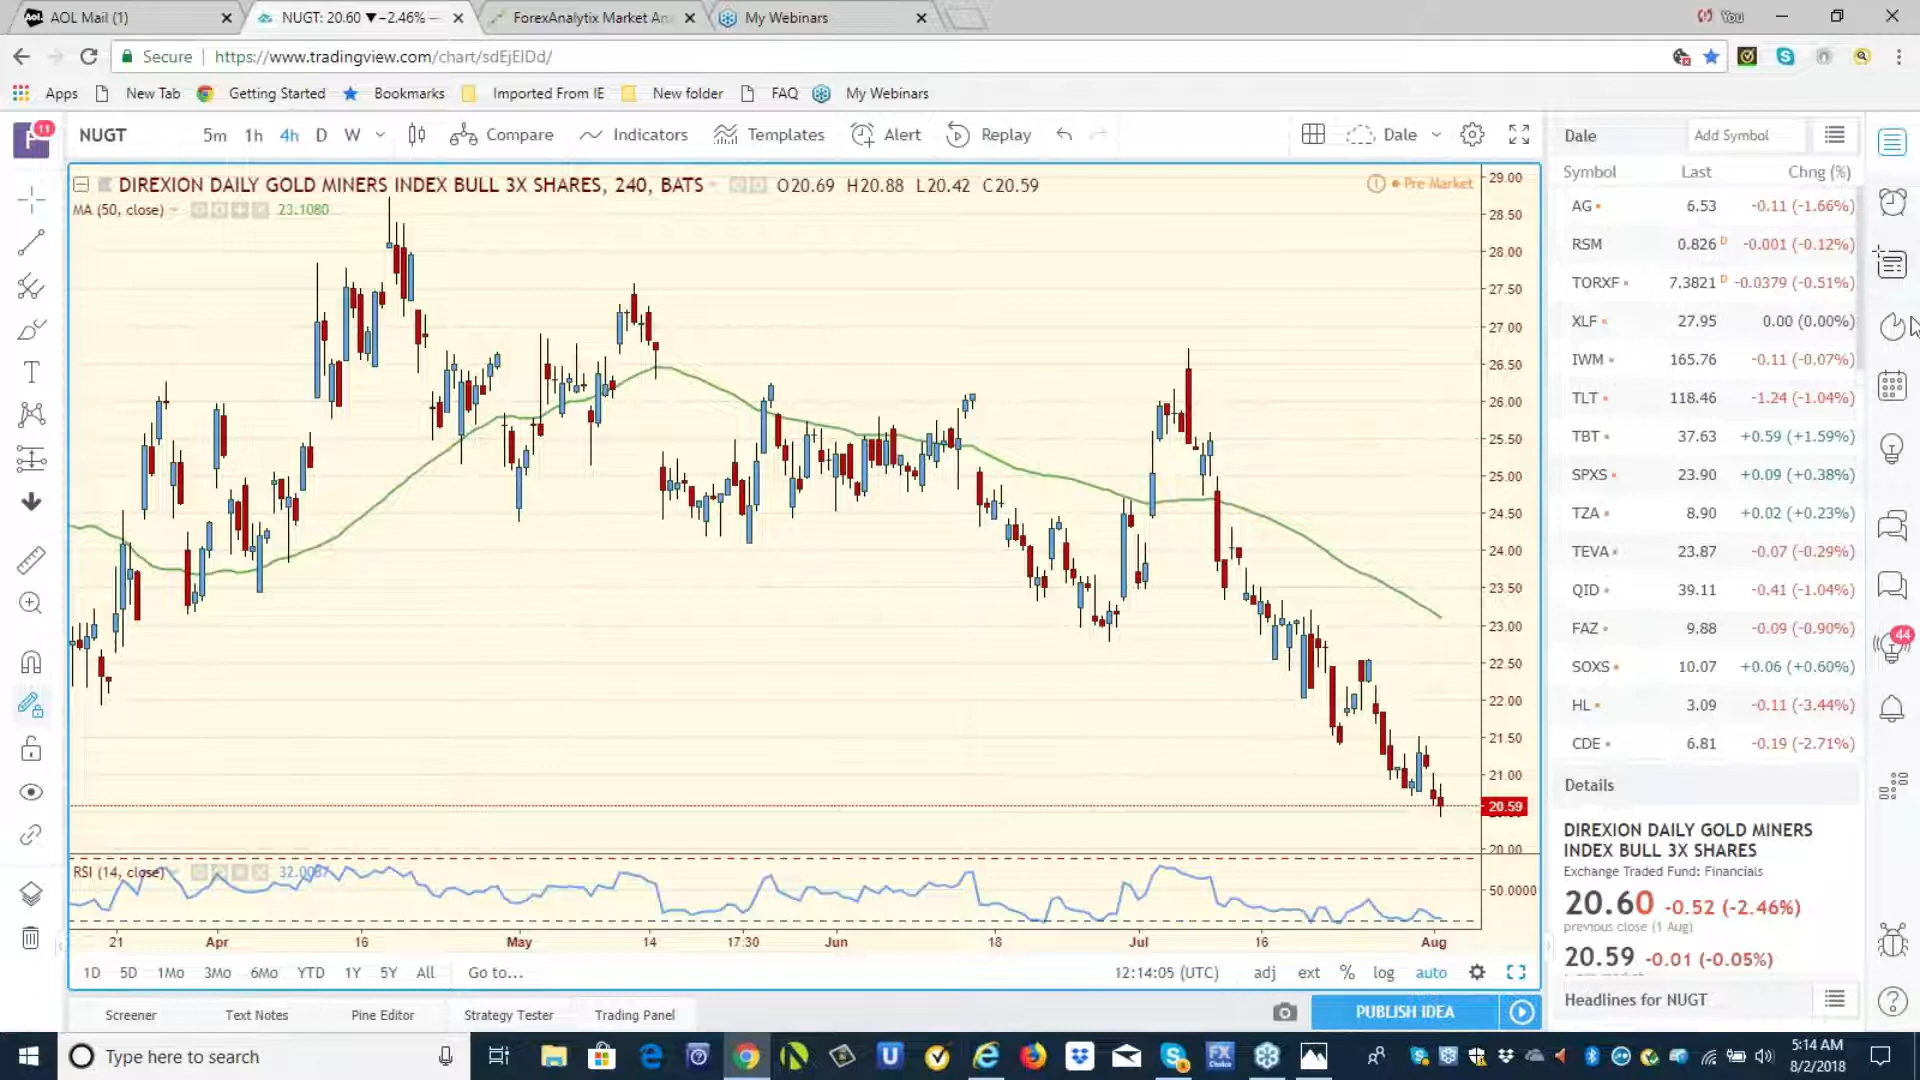 AOL Mail (1)
NUGT: 20.60 ▼ −2.46% —
ForexAnalytix Market An
My Webinars
You
Secure
https://www.tradingview.com/chart/sdEjElDd/
Apps
New Tab
Getting Started
Bookmarks
Imported From IE
New folder
FAQ
My Webinars
11
NUGT
5m 1h 4h D W
Compare
Indicators
Templates
Alert
Replay
Date
Dale
Add Symbol
DIREXION DAILY GOLD MINERS INDEX BULL 3X SHARES, 240, BATS
O20.69 H20.88 L20.42 C20.59
Pre Market
MA (50, close)
23.1080
29.00
28.50
28.00
27.50
27.00
26.50
26.00
25.50
25.00
24.50
24.00
23.50
23.00
22.50
22.00
21.50
21.00
20.59
20.00
RSI (14, close)
50.0000
21 Apr 16 May 14 17:30 Jun 18 Jul 16 Aug
1D 5D 1Mo 3Mo 6Mo YTD 1Y 5Y All
Go to...
12:14:05 (UTC)
adj ext % log auto
Screener
Text Notes
Pine Editor
Strategy Tester
Trading Panel
PUBLISH IDEA
Symbol Last Chng (%)
AG 6.53 -0.11 (-1.66%)
RSM 0.826 D -0.001 (-0.12%)
TORXF 7.3821 D -0.0379 (-0.51%)
XLF 27.95 0.00 (0.00%)
IWM 165.76 -0.11 (-0.07%)
TLT 118.46 -1.24 (-1.04%)
TBT 37.63 +0.59 (+1.59%)
SPXS 23.90 +0.09 (+0.38%)
TZA 8.90 +0.02 (+0.23%)
TEVA 23.87 -0.07 (-0.29%)
QID 39.11 -0.41 (-1.04%)
FAZ 9.88 -0.09 (-0.90%)
SOXS 10.07 +0.06 (+0.60%)
HL 3.09 -0.11 (-3.44%)
CDE 6.81 -0.19 (-2.71%)
44
Details
DIREXION DAILY GOLD MINERS
INDEX BULL 3X SHARES
Exchange Traded Fund: Financials
20.60 -0.52 (-2.46%)
previous close (1 Aug)
20.59 -0.01 (-0.05%)
Headlines for NUGT
Type here to search
5:14 AM
8/2/2018